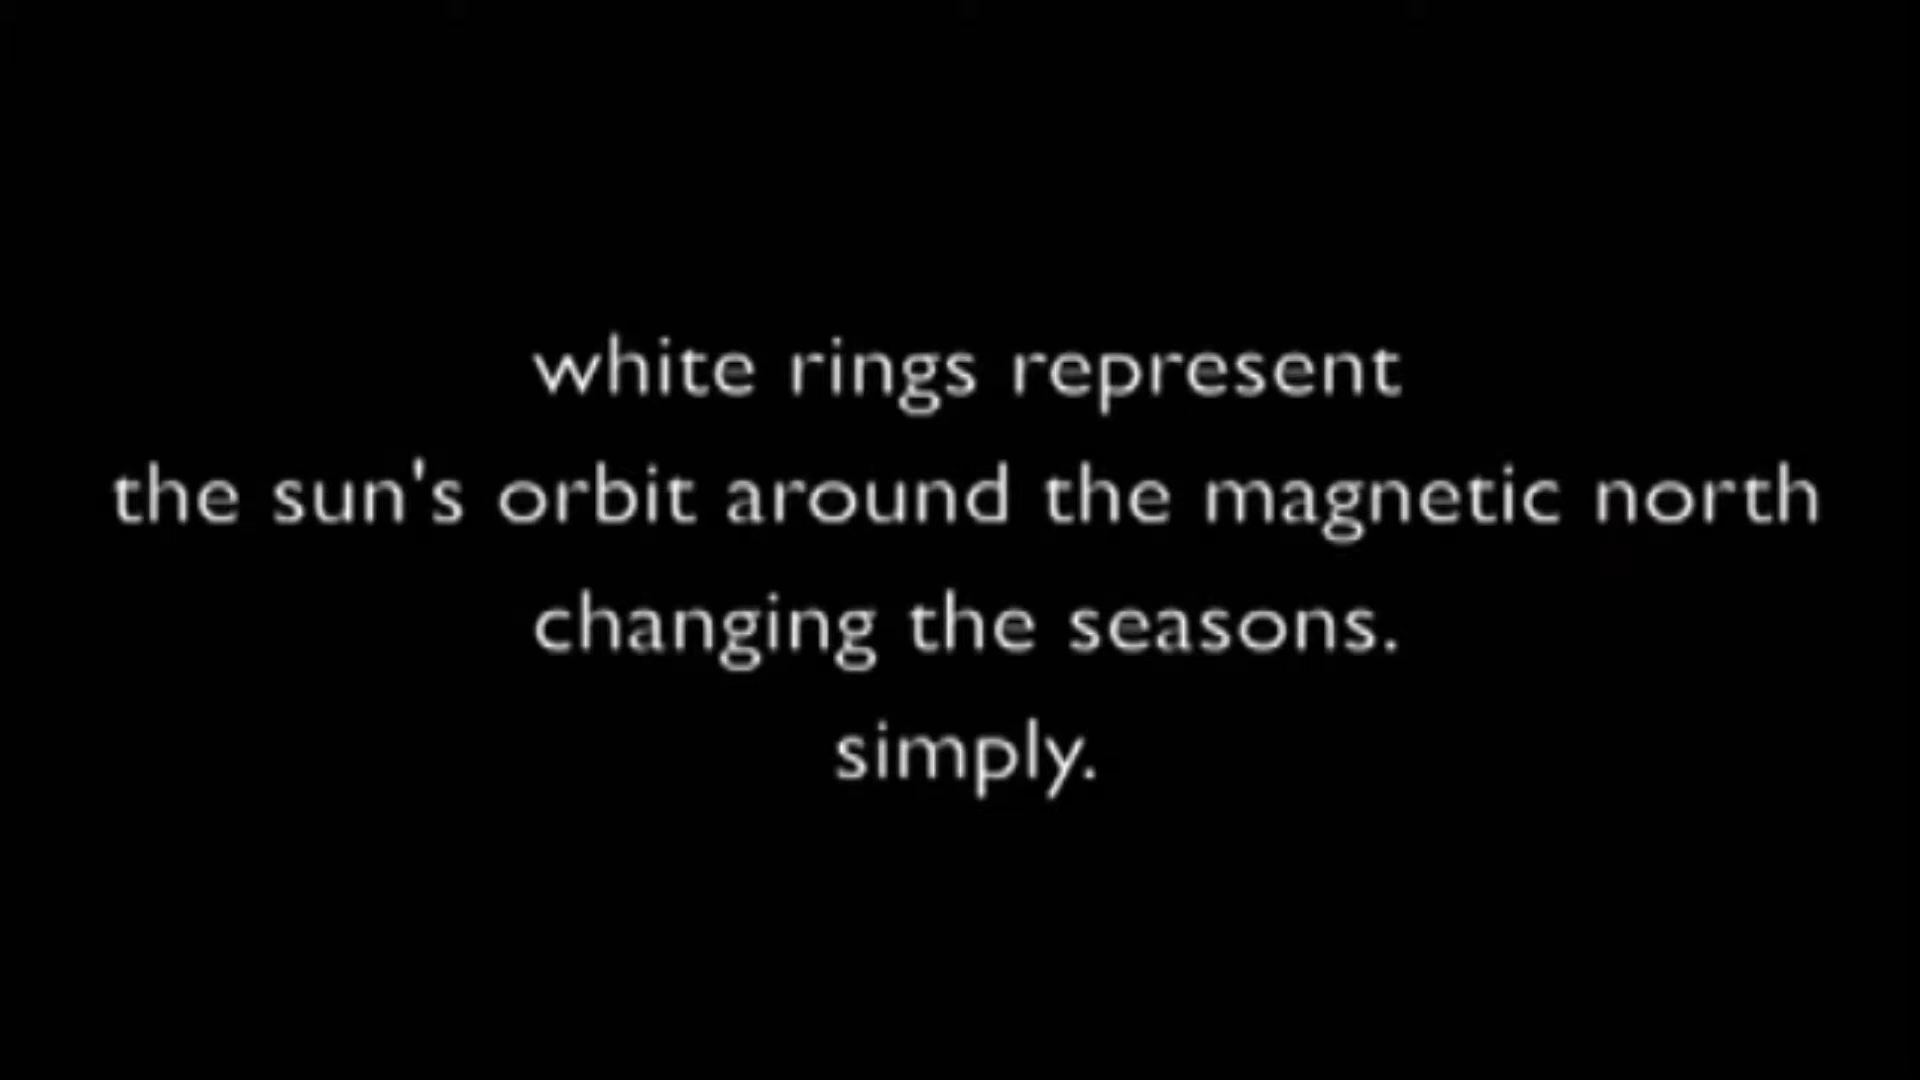 white rings represent
the sun's orbit around the magnetic north
changing the seasons.
simply.